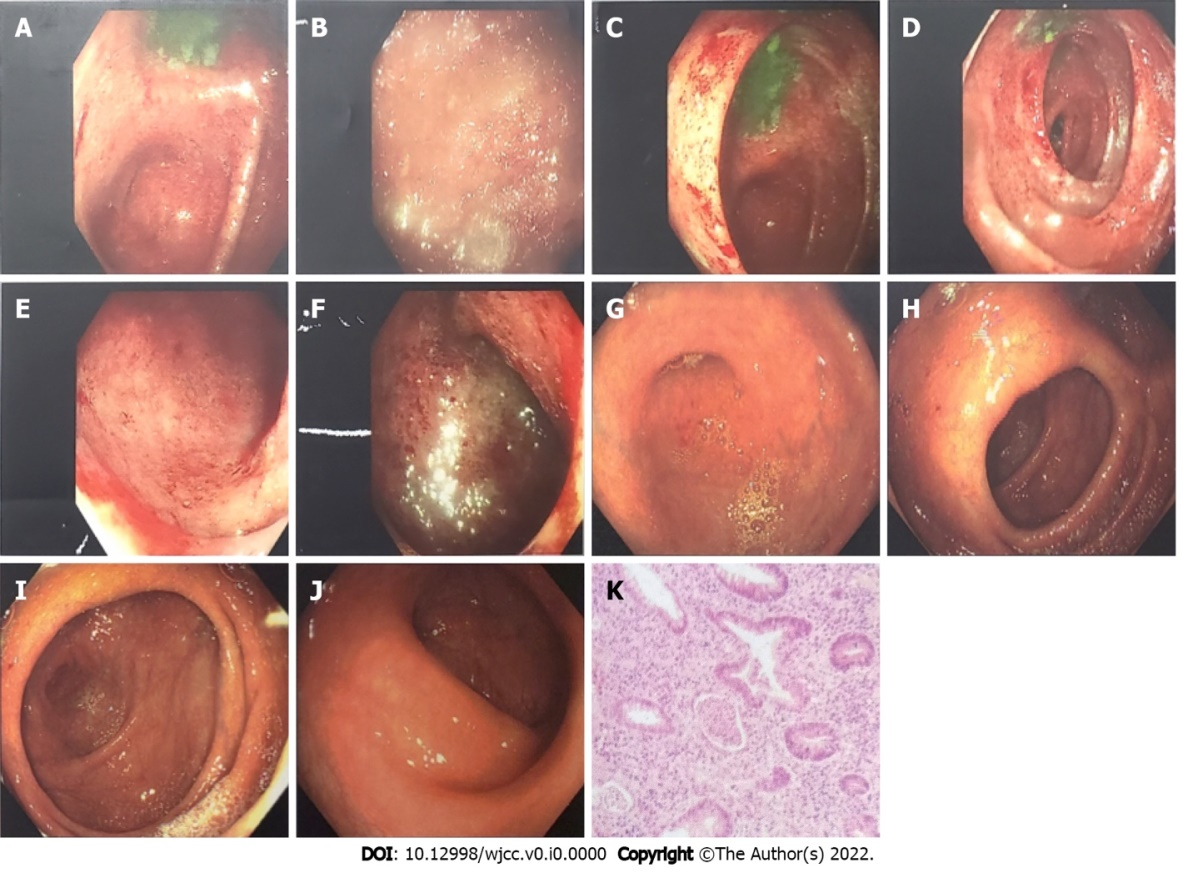 A
B
C
D
E
F
G
H
I
J
K
DOI: 10.12998/wjcc.v0.i0.0000 Copyright ©The Author(s) 2022.